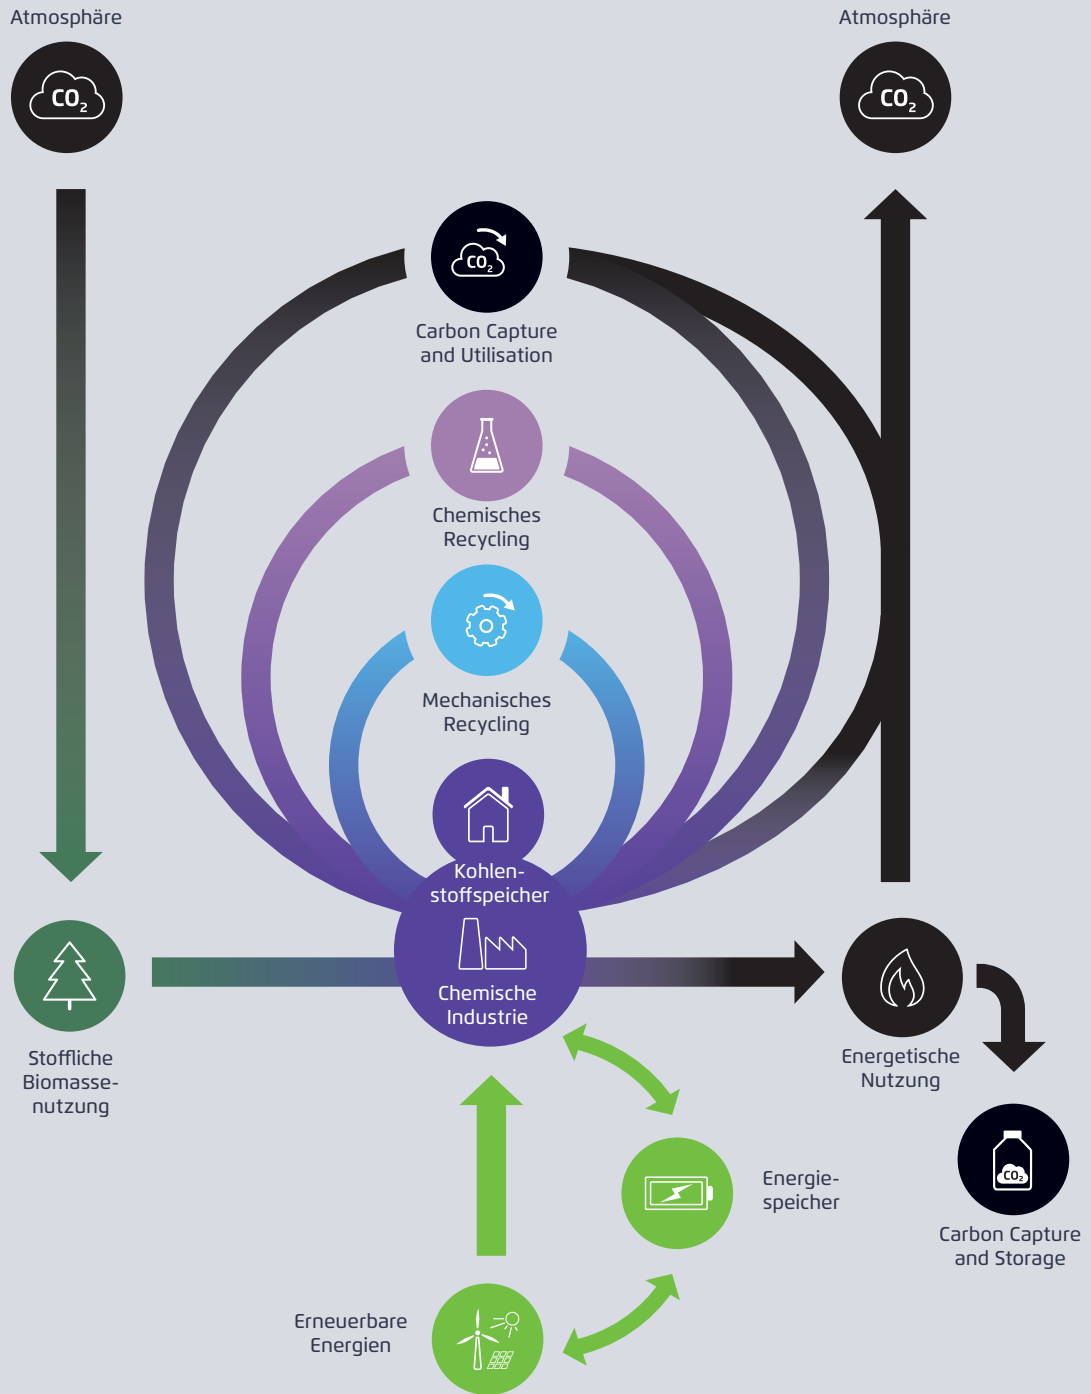 Atmosphäre
Atmosphäre
CO₂
CO₂
CO₂
Carbon Capture
and Utilisation
Chemisches
Recycling
Mechanisches
Recycling
Kohlen-
stoffspeicher
Chemische
Industrie
Stoffliche
Biomasse-
nutzung
Energetische
Nutzung
CO₂
Carbon Capture
and Storage
Energie-
speicher
Erneuerbare
Energien